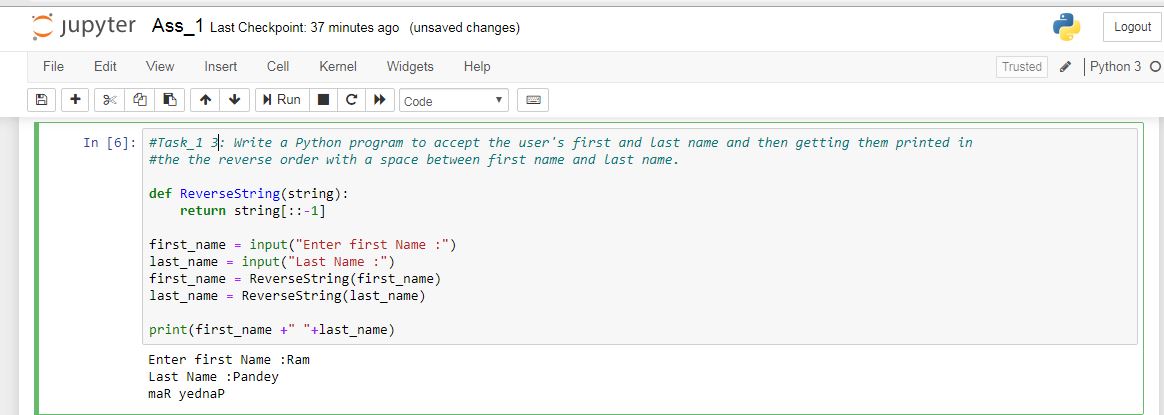 jupyter Ass_1 Last Checkpoint: 37 minutes ago (unsaved changes) Logout
File Edit View Insert Cell Kernel Widgets Help Trusted Python 3
Run Code
In [6]: #Task_1 3: Write a Python program to accept the user's first and last name and then getting them printed in
#the the reverse order with a space between first name and last name.
def ReverseString(string):
    return string[::-1]
first_name = input("Enter first Name :")
last_name = input("Last Name :")
first_name = ReverseString(first_name)
last_name = ReverseString(last_name)
print(first_name +" "+last_name)
Enter first Name :Ram
Last Name :Pandey
maR yednaP